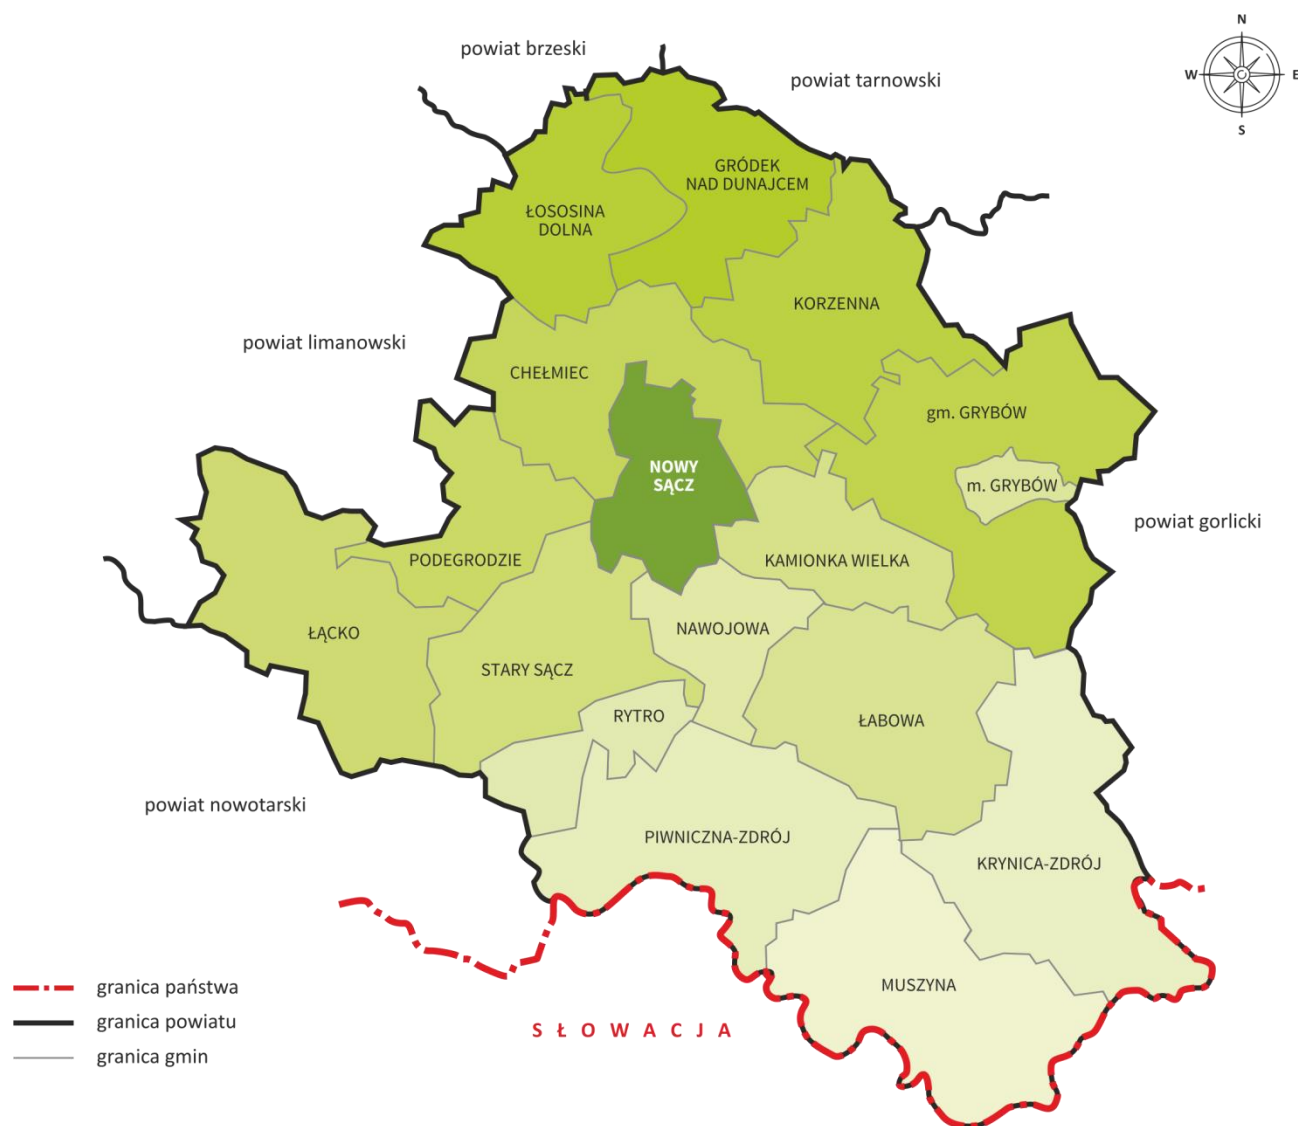 N
W
E
S
powiat brzeski
powiat tarnowski
GRÓDEK
NAD DUNAJCEM
ŁOSOSINA
DOLNA
KORZENNA
powiat limanowski
CHEŁMIEC
gm. GRYBÓW
NOWY
SĄCZ
m. GRYBÓW
powiat gorlicki
PODEGRODZIE
KAMIONKA WIELKA
ŁĄCKO
NAWOJOWA
STARY SĄCZ
RYTRO
ŁABOWA
powiat nowotarski
PIWNICZNA-ZDRÓJ
KRYNICA-ZDRÓJ
MUSZYNA
granica państwa
granica powiatu
granica gmin
SŁOWACJA